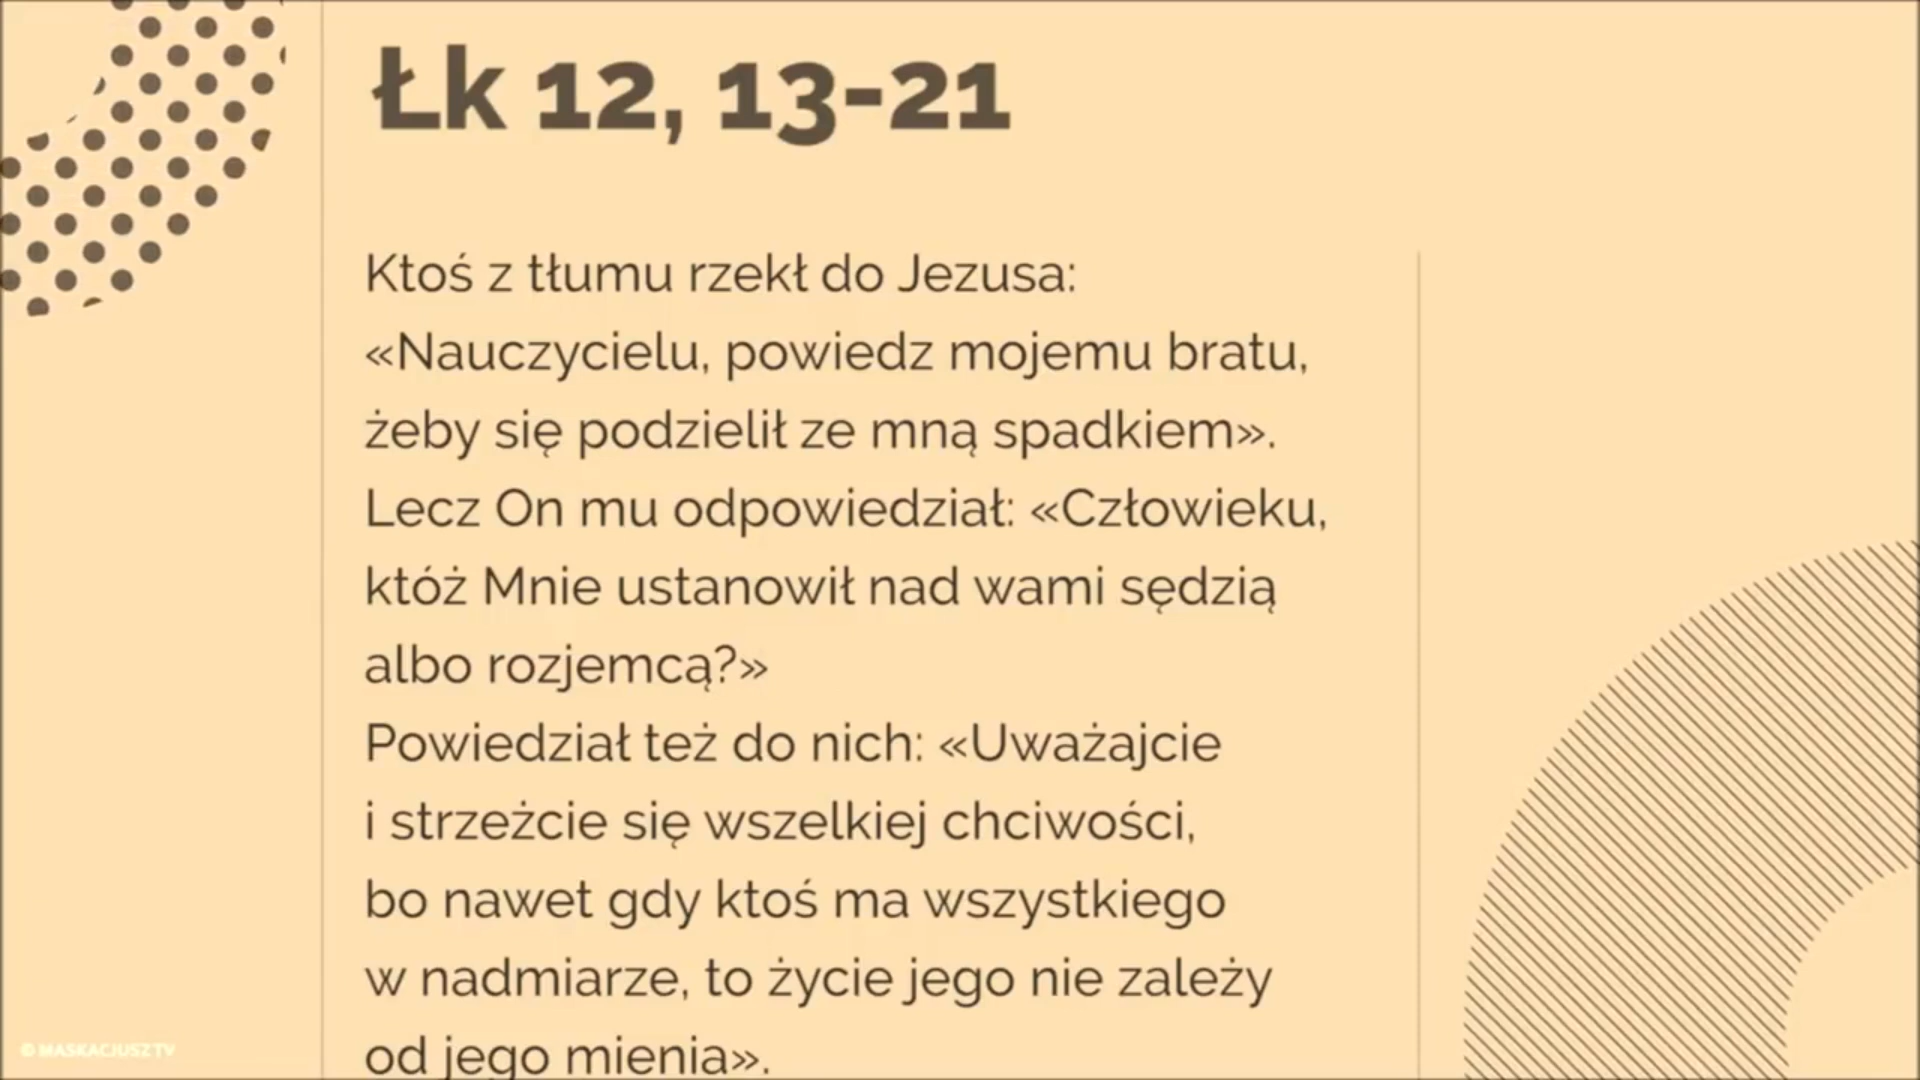 Łk 12, 13-21
Ktoś z tłumu rzekł do Jezusa:
«Nauczycielu, powiedz mojemu bratu,
żeby się podzielił ze mną spadkiem».
Lecz On mu odpowiedział: «Człowieku,
któż Mnie ustanowił nad wami sędzią
albo rozjemcą?»
Powiedział też do nich: «Uważajcie
i strzeżcie się wszelkiej chciwości,
bo nawet gdy ktoś ma wszystkiego
w nadmiarze, to życie jego nie zależy
od jego mienia».
© MASKACJUSZ TV